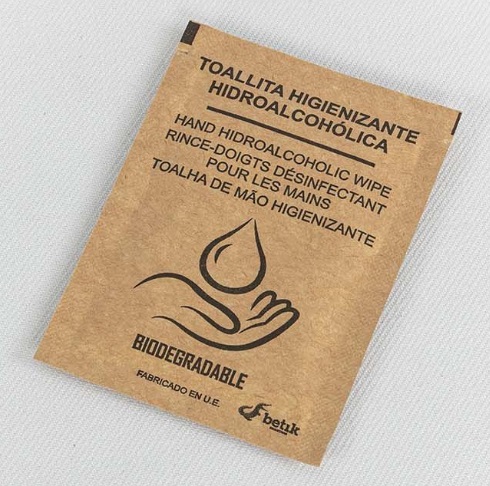 TOALLITA HIGIENIZANTE
HIDROALCOHÓLICA
HAND HIDROALCOHOLIC WIPE
RINCE-DOIGTS DÉSINFECTANT
POUR LES MAINS
TOALHA DE MÃO HIGIENIZANTE
BIODEGRADABLE
FABRICADO EN U.E.
betik